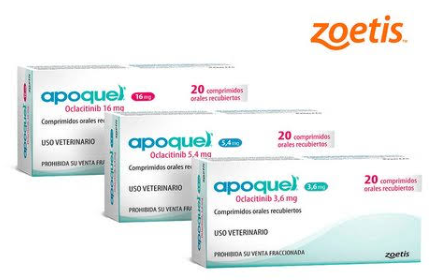 zoetis
apoquel 16 mg
20 comprimidos
orales recubiertos
Oclacitinib 16 mg
Comprimidos orales recubiertos
USO VETERINARIO
PROHIBIDA SU VENTA
apoquel 5,4 mg
20 comprimidos
orales recubiertos
Oclacitinib 5,4 mg
Comprimidos orales
USO VETERINARIO
PROHIBIDA SU VENTA FR
apoquel 3,6 mg
20 comprimidos
orales recubiertos
Oclacitinib 3,6 mg
Comprimidos orales recubiertos
USO VETERINARIO
PROHIBIDA SU VENTA FRACCIONADA
zoetis